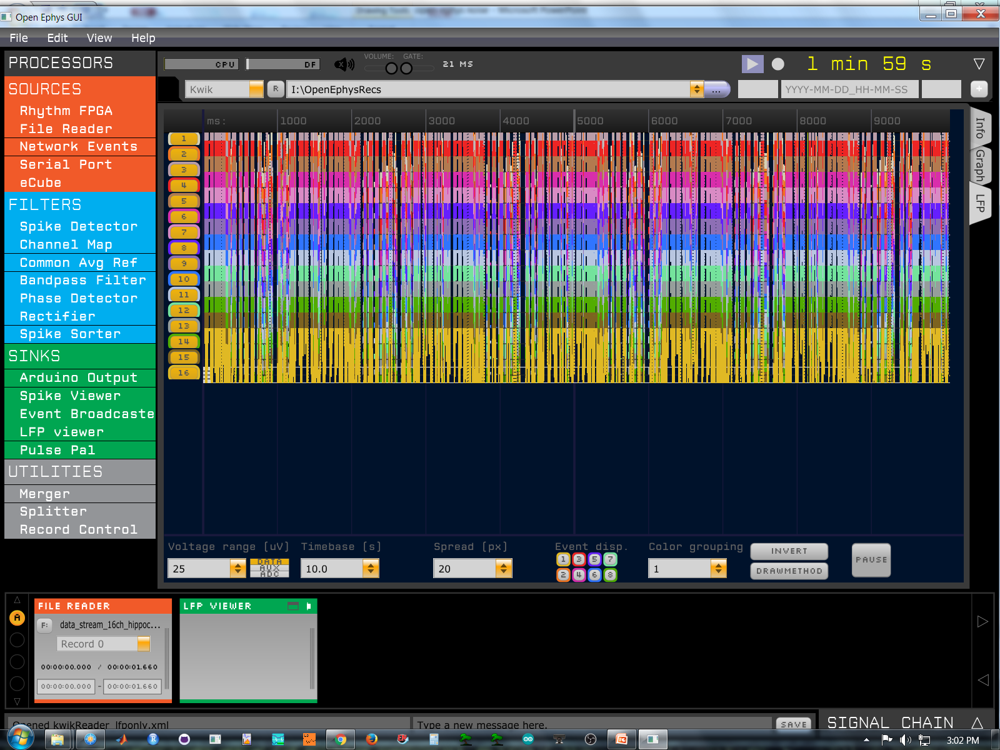 Open Ephys GUI
File Edit View Help
PROCESSORS
SOURCES
Rhythm FPGA
File Reader
Network Events
Serial Port
eCube
FILTERS
Spike Detector
Channel Map
Common Avg Ref
Bandpass Filter
Phase Detector
Rectifier
Spike Sorter
SINKS
Arduino Output
Spike Viewer
Event Broadcaste
LFP viewer
Pulse Pal
UTILITIES
Merger
Splitter
Record Control
CPU DF VOLUME: GATE: 21 MS 1 min 59 s
Kwik R I:\OpenEphysRecs ... YYYY-MM-DD_HH-MM-SS +
ms: 1000 2000 3000 4000 5000 6000 7000 8000 9000
1
2
3
4
5
6
7
8
9
10
11
12
13
14
15
16
Info
Graph
LFP
Voltage range (uV) Timebase (s) Spread (px) Event disp. Color grouping
25 DATA AUX ADC 10.0 20 1 3 5 7 1 INVERT PAUSE
2 4 6 8 DRAWMETHOD
A
FILE READER
F: data_stream_16ch_hippoc...
Record 0
00:00:00.000 / 00:00:01.660
00:00:00.000 - 00:00:01.660
LFP VIEWER
Opened kwikReader_lfponly.xml Type a new message here. SAVE SIGNAL CHAIN
3:02 PM